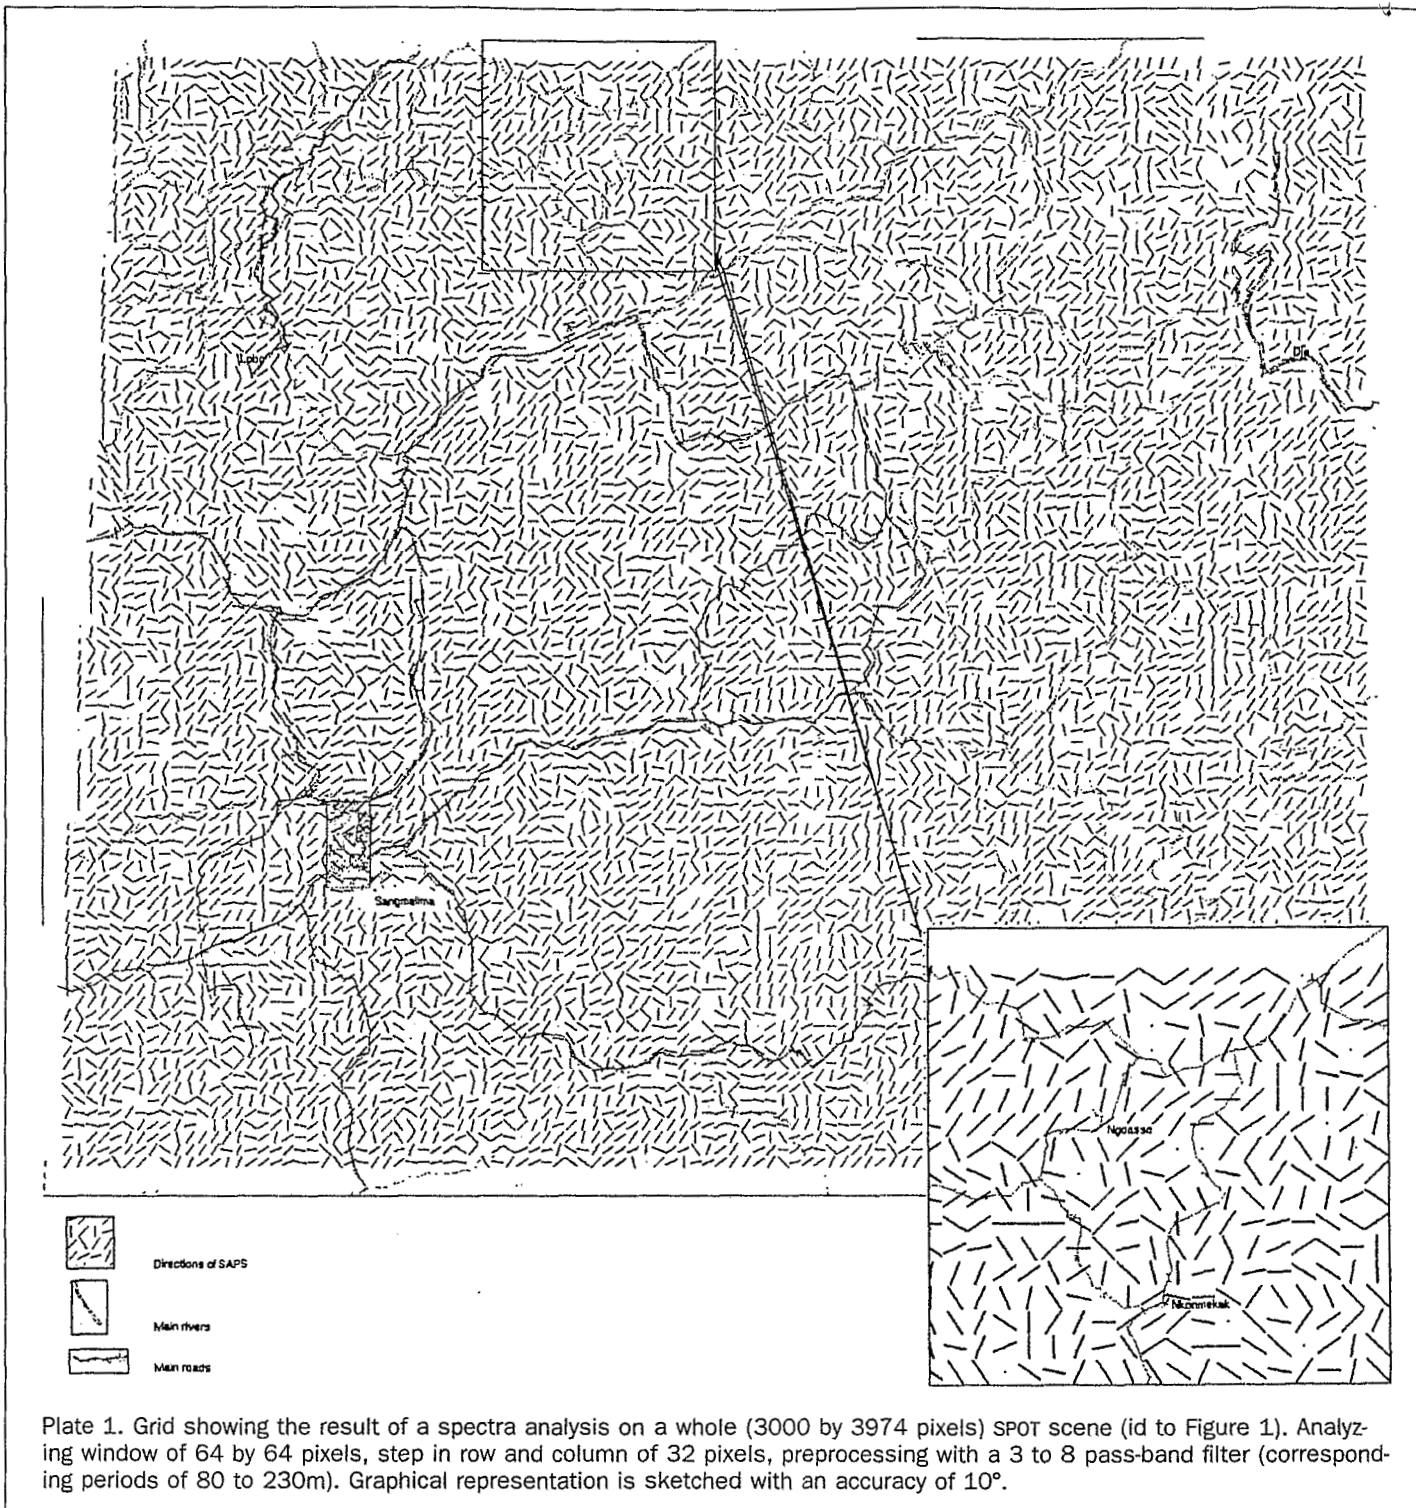 Lobo
Dja
Sangmelima
Ngoassa
Nkonmekak
Directions of SAPS
Main rivers
Main roads
Plate 1. Grid showing the result of a spectra analysis on a whole (3000 by 3974 pixels) SPOT scene (id to Figure 1). Analyz-
ing window of 64 by 64 pixels, step in row and column of 32 pixels, preprocessing with a 3 to 8 pass-band filter (correspond-
ing periods of 80 to 230m). Graphical representation is sketched with an accuracy of 10°.